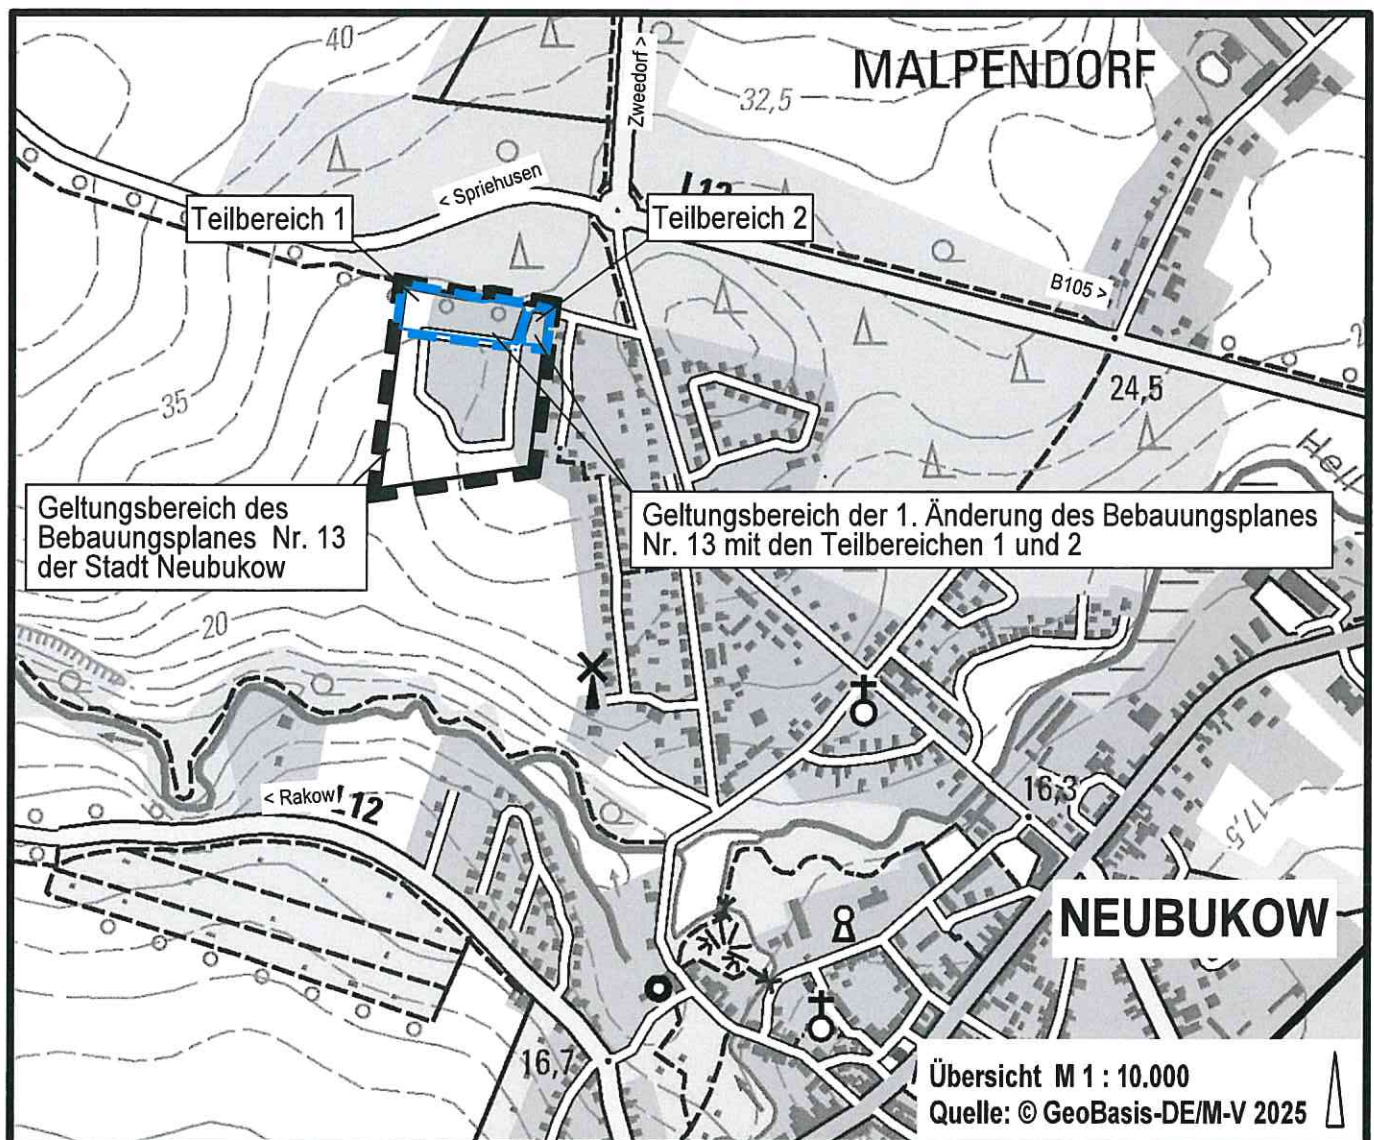 40
MALPENDORF
Zweedorf >
32,5
< Spriehusen
Teilbereich 1
Teilbereich 2
B105 >
24,5
35
Hell
Geltungsbereich des
Bebauungsplanes Nr. 13
der Stadt Neubukow
Geltungsbereich der 1. Änderung des Bebauungsplanes
Nr. 13 mit den Teilbereichen 1 und 2
20
< Rakow
12
16,3
17,5
NEUBUKOW
16,7
Übersicht M 1 : 10.000
Quelle: © GeoBasis-DE/M-V 2025